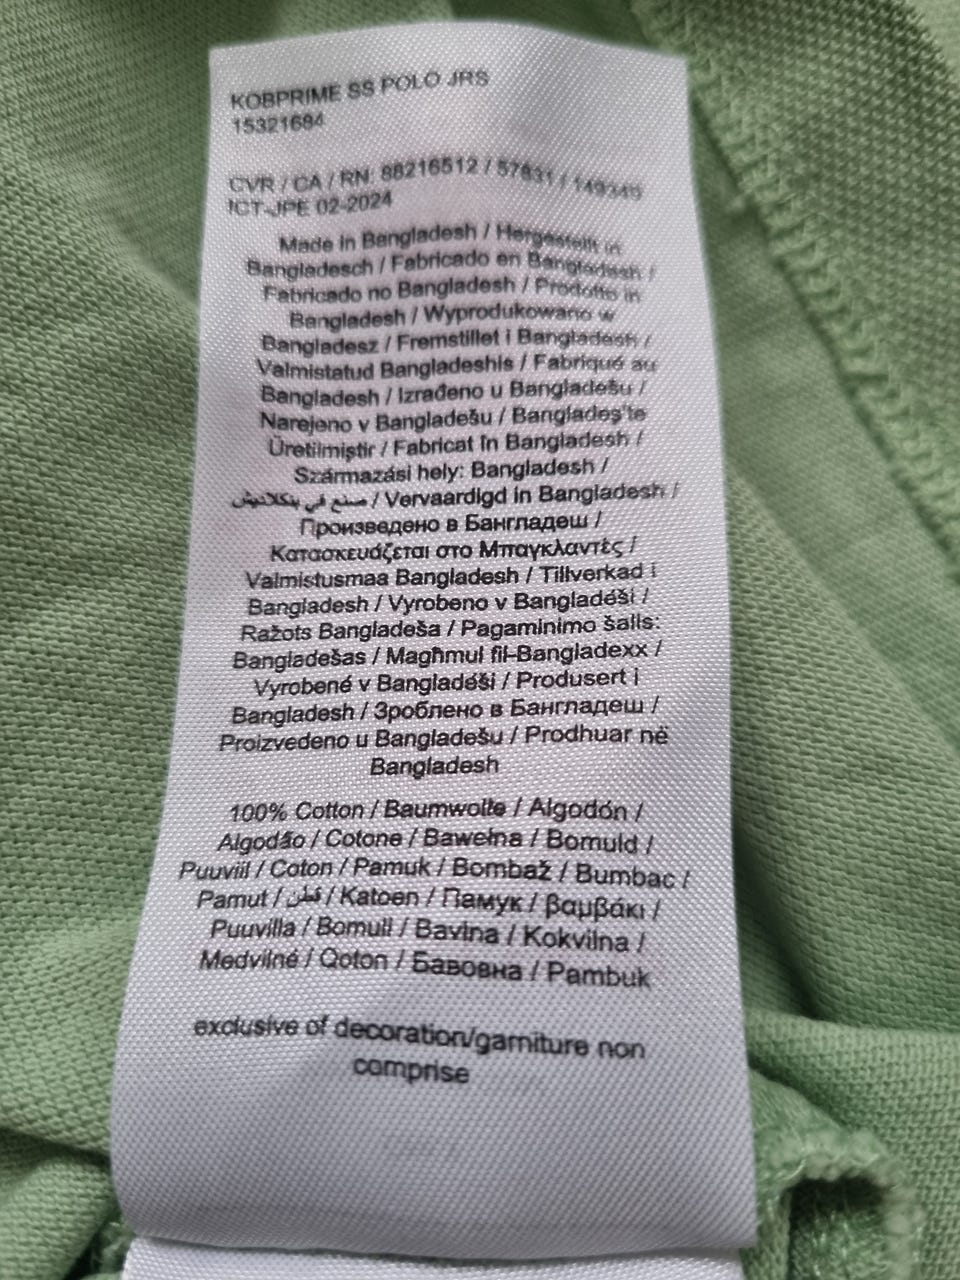 KOBPRIME SS POLO JRS
15321684
CVR / CA / RN: 88216512 / 57831 / 149349
ICT-JPE 02-2024
Made in Bangladesh / Hergestellt in
Bangladesch / Fabricado en Bangladesh /
Fabricado no Bangladesh / Prodotto in
Bangladesh / Wyprodukowano w
Bangladesz / Fremstillet i Bangladesh /
Valmistatud Bangladeshis / Fabriqué au
Bangladesh / Izrađeno u Bangladešu /
Narejeno v Bangladešu / Bangladeş'te
Üretilmiştir / Fabricat în Bangladesh /
Származási hely: Bangladesh /
صنع في بنكلاديش / Vervaardigd in Bangladesh /
Произведено в Бангладеш /
Κατασκευάζεται στο Μπαγκλαντές /
Valmistusmaa Bangladesh / Tillverkad i
Bangladesh / Vyrobeno v Bangladéši /
Ražots Bangladeša / Pagaminimo šalis:
Bangladešas / Magħmul fil-Bangladexx /
Vyrobené v Bangladéši / Produsert i
Bangladesh / Зроблено в Бангладеш /
Proizvedeno u Bangladešu / Prodhuar në
Bangladesh
100% Cotton / Baumwolle / Algodón /
Algodão / Cotone / Bawełna / Bomuld /
Puuvill / Coton / Pamuk / Bombaž / Bumbac /
Pamut / قطن / Katoen / Памук / βαμβάκι /
Puuvilla / Bomull / Bavlna / Kokvilna /
Medvilné / Qoton / Бавовна / Pambuk
exclusive of decoration/garniture non
comprise